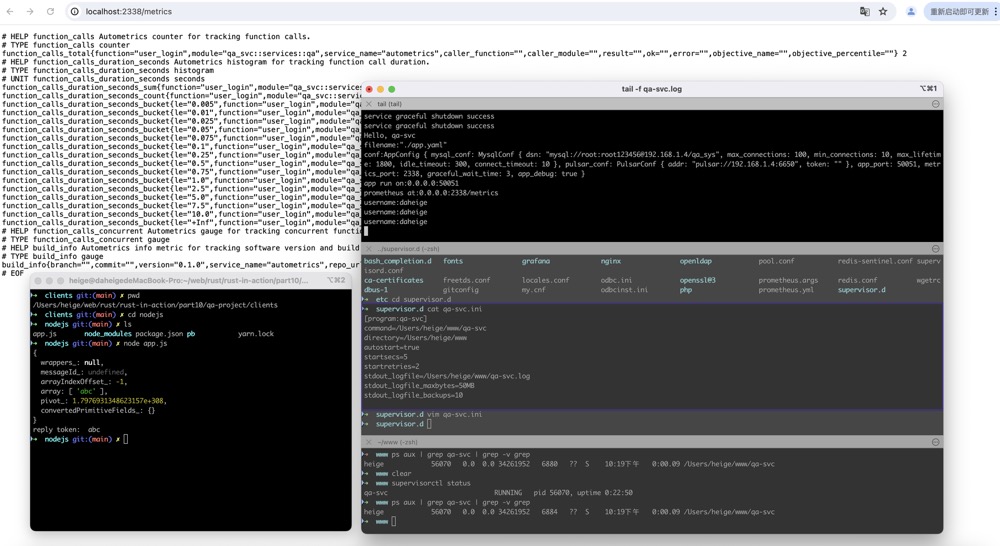 localhost:2338/metrics
重新启动即可更新
# HELP function_calls Autometrics counter for tracking function calls.
# TYPE function_calls counter
function_calls_total{function="user_login",module="qa_svc::services::qa",service_name="autometrics",caller_function="",caller_module="",result="",ok="",error="",objective_name="",objective_percentile=""} 2
# HELP function_calls_duration_seconds Autometrics histogram for tracking function call duration.
# TYPE function_calls_duration_seconds histogram
# UNIT function_calls_duration_seconds seconds
function_calls_duration_seconds_sum{function="user_login",module="qa_svc::services
function_calls_duration_seconds_count{function="user_login",module="qa_svc::servic
function_calls_duration_seconds_bucket{le="0.005",function="user_login",module="qa
function_calls_duration_seconds_bucket{le="0.01",function="user_login",module="qa_
function_calls_duration_seconds_bucket{le="0.025",function="user_login",module="qa
function_calls_duration_seconds_bucket{le="0.05",function="user_login",module="qa_
function_calls_duration_seconds_bucket{le="0.075",function="user_login",module="qa
function_calls_duration_seconds_bucket{le="0.1",function="user_login",module="qa_s
function_calls_duration_seconds_bucket{le="0.25",function="user_login",module="qa_
function_calls_duration_seconds_bucket{le="0.5",function="user_login",module="qa_s
function_calls_duration_seconds_bucket{le="0.75",function="user_login",module="qa_
function_calls_duration_seconds_bucket{le="1.0",function="user_login",module="qa_s
function_calls_duration_seconds_bucket{le="2.5",function="user_login",module="qa_s
function_calls_duration_seconds_bucket{le="5.0",function="user_login",module="qa_s
function_calls_duration_seconds_bucket{le="7.5",function="user_login",module="qa_s
function_calls_duration_seconds_bucket{le="10.0",function="user_login",module="qa_
function_calls_duration_seconds_bucket{le="+Inf",function="user_login",module="qa_
# HELP function_calls_concurrent Autometrics gauge for tracking concurrent functio
# TYPE function_calls_concurrent gauge
# HELP build_info Autometrics info metric for tracking software version and build
# TYPE build_info gauge
build_info{branch="",commit="",version="0.1.0",service_name="autometrics",repo_ur
# EOF
heige@daheigedeMacBook-Pro:~/web/rust/rust-in-action/part10/... ⌥⌘2
clients git:(main) ✗ pwd
/Users/heige/web/rust/rust-in-action/part10/qa-project/clients
clients git:(main) ✗ cd nodejs
nodejs git:(main) ✗ ls
app.js node_modules package.json pb yarn.lock
nodejs git:(main) ✗ node app.js
{
wrappers_: null,
messageId_: undefined,
arrayIndexOffset_: -1,
array: [ 'abc' ],
pivot_: 1.7976931348623157e+308,
convertedPrimitiveFields_: {}
}
reply token: abc
nodejs git:(main) ✗
tail -f qa-svc.log ⌥⌘1
tail (tail)
service graceful shutdown success
service graceful shutdown success
Hello, qa-svc
filename:"./app.yaml"
conf:AppConfig { mysql_conf: MysqlConf { dsn: "mysql://root:root123456@192.168.1.4/qa_sys", max_connections: 100, min_connections: 10, max_lifetim
e: 1800, idle_timeout: 300, connect_timeout: 10 }, pulsar_conf: PulsarConf { addr: "pulsar://192.168.1.4:6650", token: "" }, app_port: 50051, metr
ics_port: 2338, graceful_wait_time: 3, app_debug: true }
app run on:0.0.0.0:50051
prometheus at:0.0.0.0:2338/metrics
username:daheige
username:daheige
username:daheige
../supervisor.d (-zsh)
bash_completion.d fonts grafana nginx openldap pool.conf redis-sentinel.conf superv
isord.conf
ca-certificates freetds.conf locales.conf odbc.ini openssl@3 prometheus.args redis.conf wgetrc
dbus-1 gitconfig my.cnf odbcinst.ini php prometheus.yml supervisor.d
etc cd supervisor.d
supervisor.d cat qa-svc.ini
[program:qa-svc]
command=/Users/heige/www/qa-svc
directory=/Users/heige/www
autostart=true
startsecs=5
startretries=2
stdout_logfile=/Users/heige/www/qa-svc.log
stdout_logfile_maxbytes=50MB
stdout_logfile_backups=10
supervisor.d vim qa-svc.ini
supervisor.d
~/www (-zsh)
www ps aux | grep qa-svc | grep -v grep
heige 56070 0.0 0.0 34261952 6880 ?? S 10:19下午 0:00.09 /Users/heige/www/qa-svc
www clear
www supervisorctl status
qa-svc RUNNING pid 56070, uptime 0:22:50
www ps aux | grep qa-svc | grep -v grep
heige 56070 0.0 0.0 34261952 6884 ?? S 10:19下午 0:00.09 /Users/heige/www/qa-svc
www